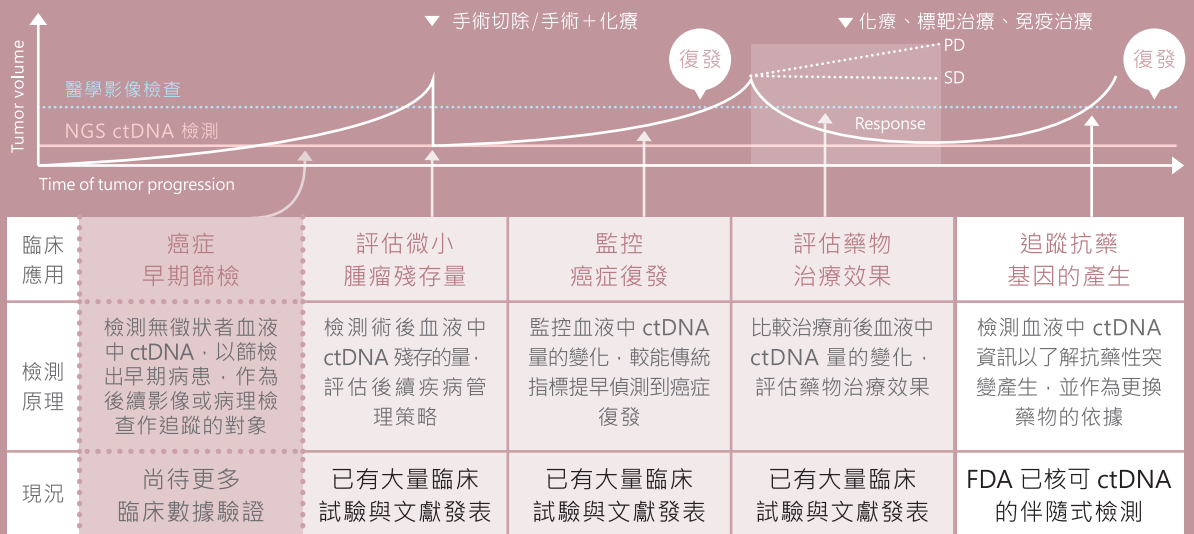 ▼ 手術切除/手術＋化療
▼ 化療、標靶治療、免疫治療
Tumor volume
復發
PD
SD
復發
醫學影像檢查
NGS ctDNA 檢測
Response
Time of tumor progression
臨床
應用
癌症
早期篩檢
評估微小
腫瘤殘存量
監控
癌症復發
評估藥物
治療效果
追蹤抗藥
基因的產生
檢測
原理
檢測無徵狀者血液
中 ctDNA，以篩檢
出早期病患，作為
後續影像或病理檢
查作追蹤的對象
檢測術後血液中
ctDNA 殘存的量，
評估後續疾病管
理策略
監控血液中 ctDNA
量的變化，較能傳統
指標提早偵測到癌症
復發
比較治療前後血液中
ctDNA 量的變化，
評估藥物治療效果
檢測血液中 ctDNA
資訊以了解抗藥性突
變產生，並作為更換
藥物的依據
現況
尚待更多
臨床數據驗證
已有大量臨床
試驗與文獻發表
已有大量臨床
試驗與文獻發表
已有大量臨床
試驗與文獻發表
FDA 已核可 ctDNA
的伴隨式檢測